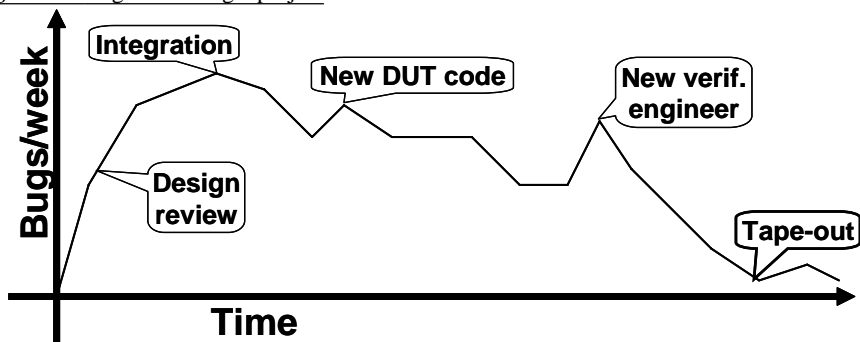 Integration
New DUT code
New verif.
engineer
Design
review
Tape-out
Bugs/week
Time